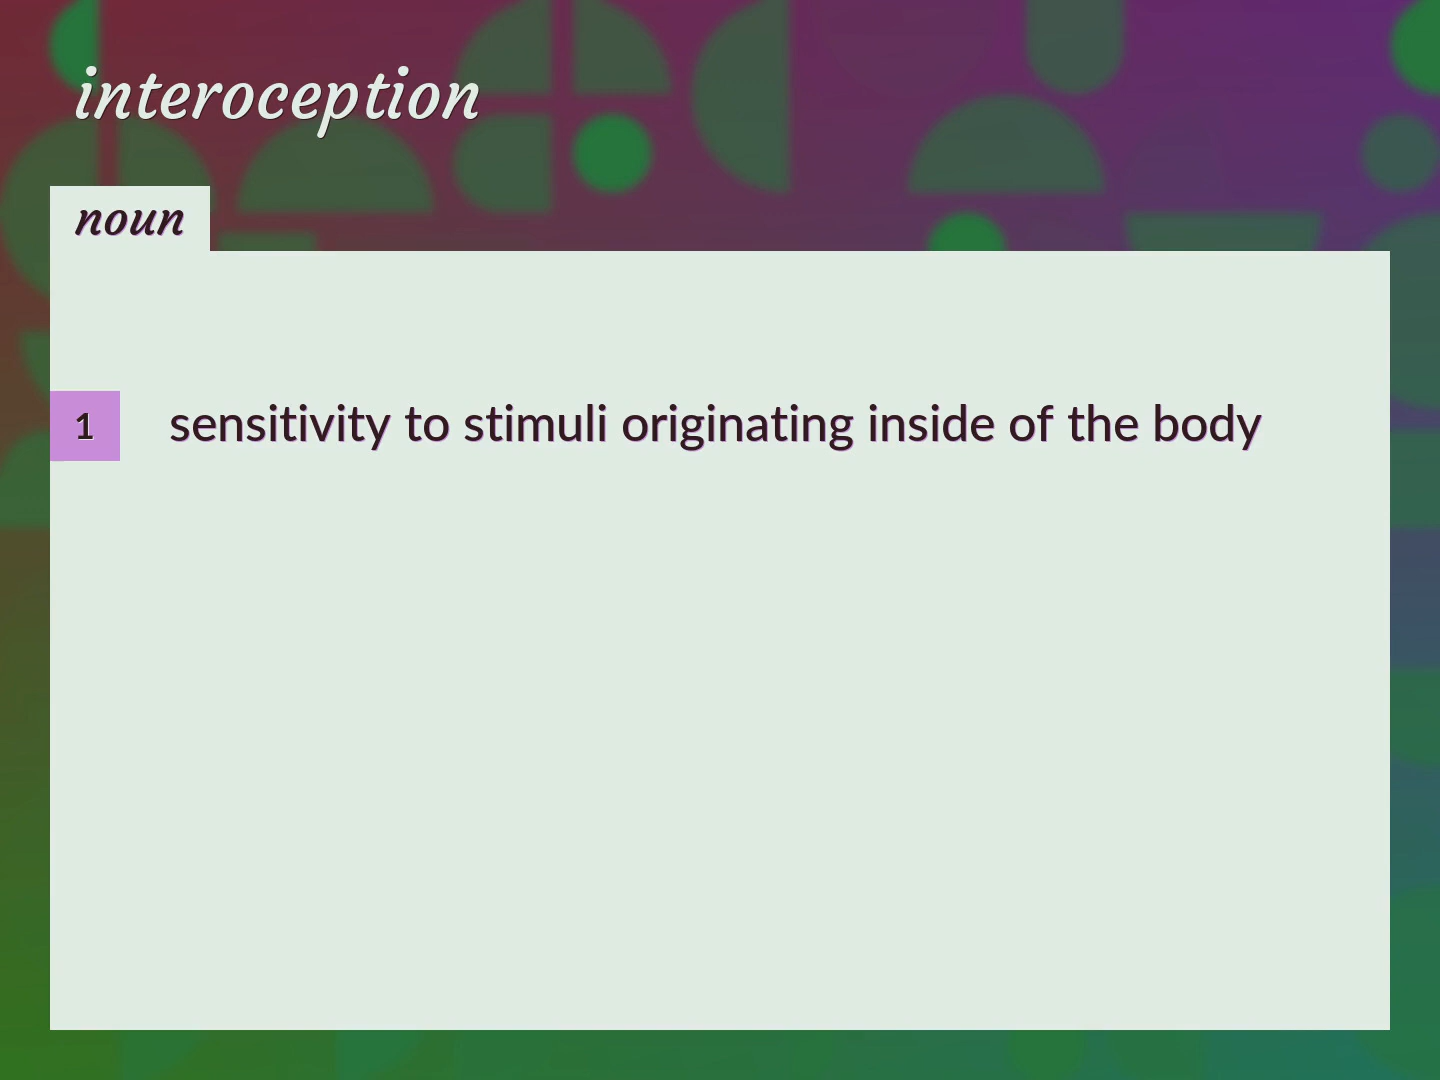 interoception
noun
1 sensitivity to stimuli originating inside of the body